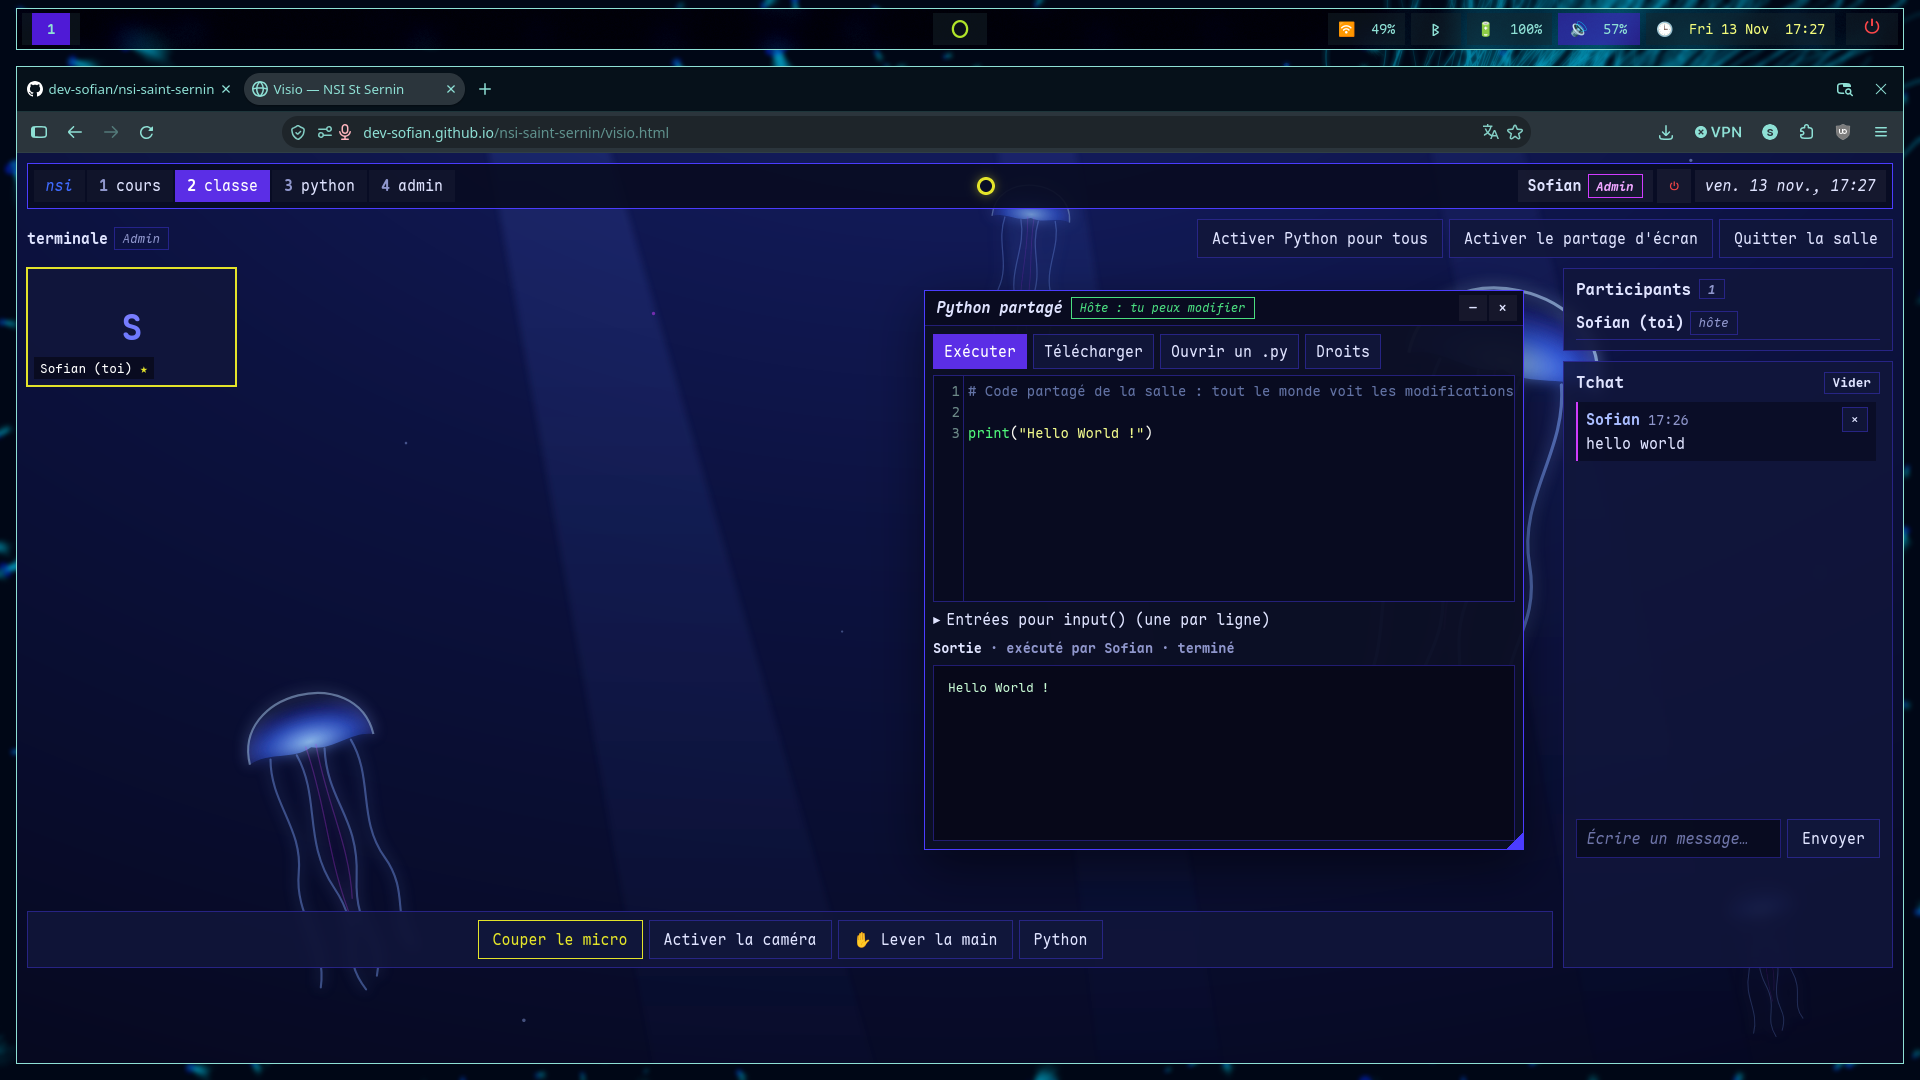 1
49%
100%
57%
Fri 13 Nov 17:27
dev-sofian/nsi-saint-sernin
Visio — NSI St Sernin
dev-sofian.github.io/nsi-saint-sernin/visio.html
VPN
S
nsi
1 cours
2 classe
3 python
4 admin
Sofian Admin
ven. 13 nov., 17:27
terminale Admin
Activer Python pour tous
Activer le partage d'écran
Quitter la salle
S
Sofian (toi) ★
Python partagé
Hôte : tu peux modifier
Exécuter
Télécharger
Ouvrir un .py
Droits
1 # Code partagé de la salle : tout le monde voit les modifications
2
3 print("Hello World !")
Entrées pour input() (une par ligne)
Sortie · exécuté par Sofian · terminé
Hello World !
Participants 1
Sofian (toi) hôte
Tchat
Vider
Sofian 17:26
hello world
Écrire un message…
Envoyer
Couper le micro
Activer la caméra
✋ Lever la main
Python